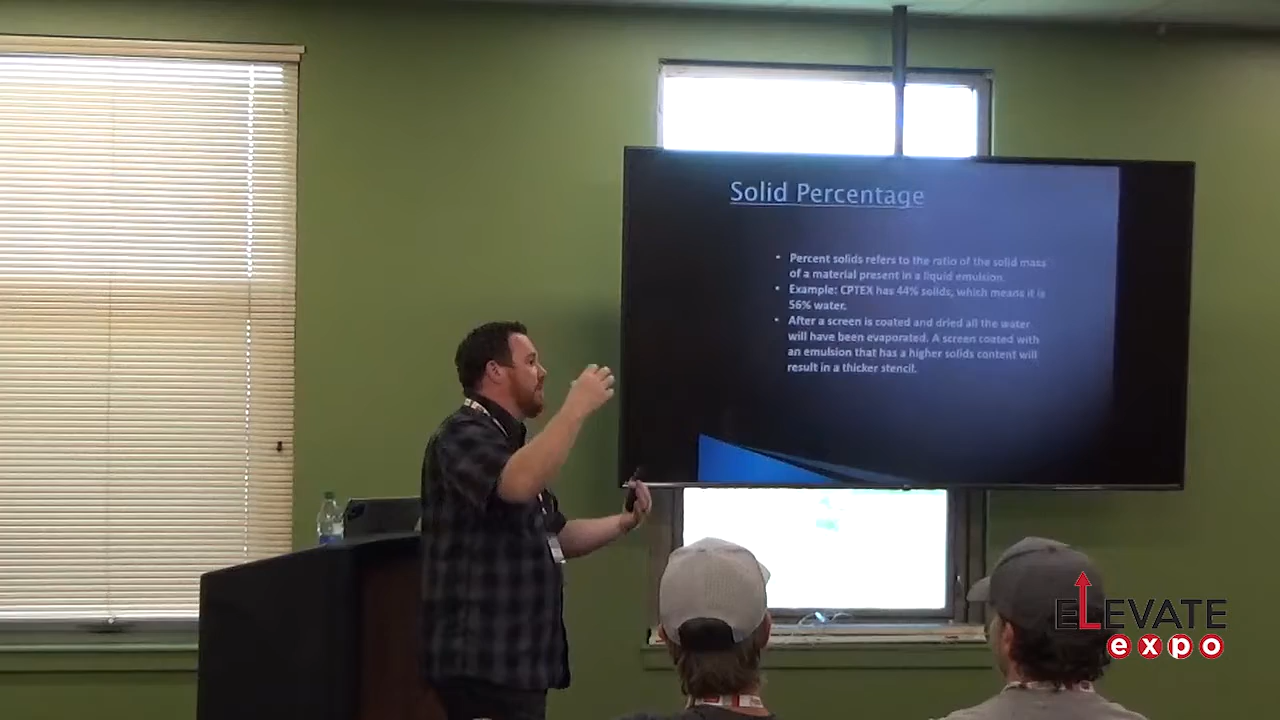 Solid Percentage
• Percent solids refers to the ratio of the solid mass
of a material present in a liquid emulsion.
• Example: CPTEX has 44% solids, which means it is
56% water.
• After a screen is coated and dried all the water
will have been evaporated. A screen coated with
an emulsion that has a higher solids content will
result in a thicker stencil.
ELEVATE
expo